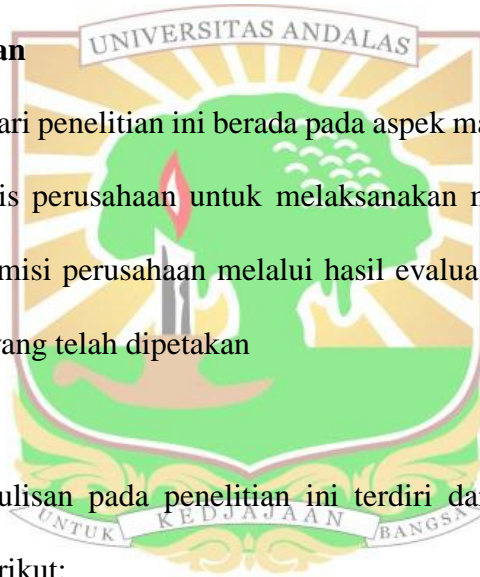 UNIVERSITAS ANDALAS
an
ari penelitian ini berada pada aspek ma
is perusahaan untuk melaksanakan m
misi perusahaan melalui hasil evalua
yang telah dipetakan
ulisan pada penelitian ini terdiri da
UNTUK KEDJAJAAN BANGSA
rikut: